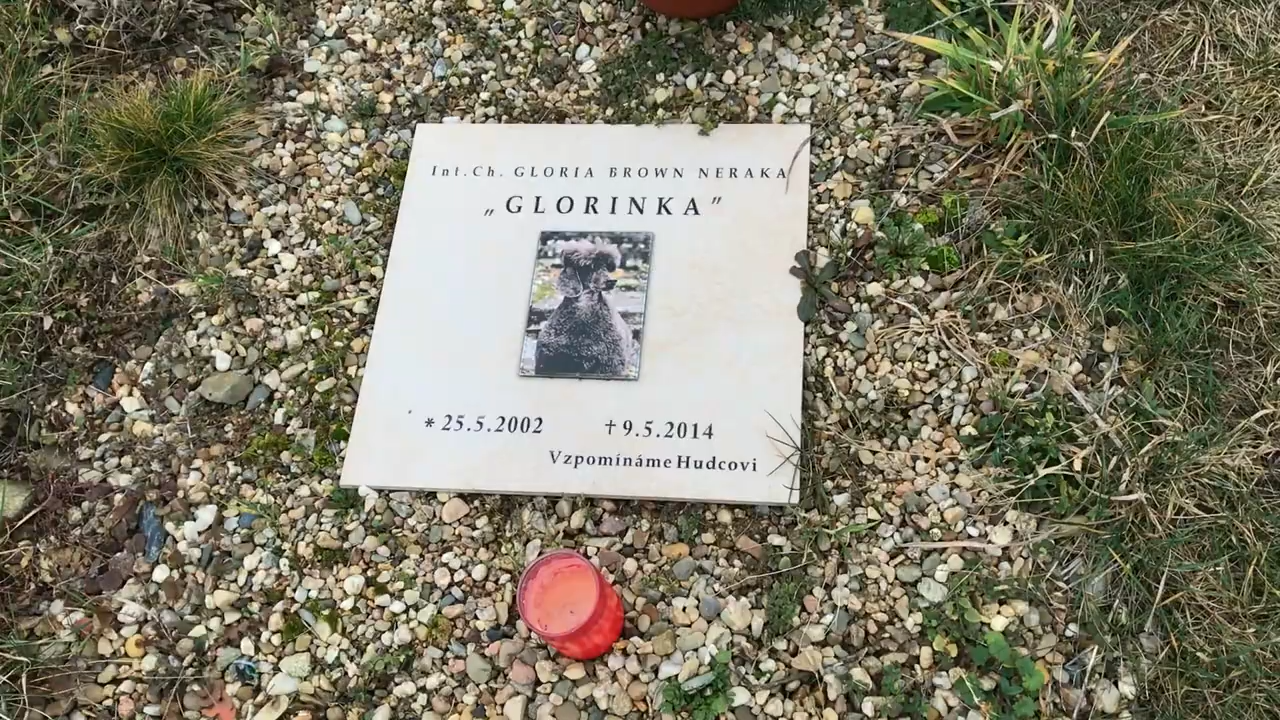 Int. Ch. GLORIA BROWN NERAKA
„GLORINKA”
* 25.5.2002 † 9.5.2014
Vzpomínáme Hudcovi